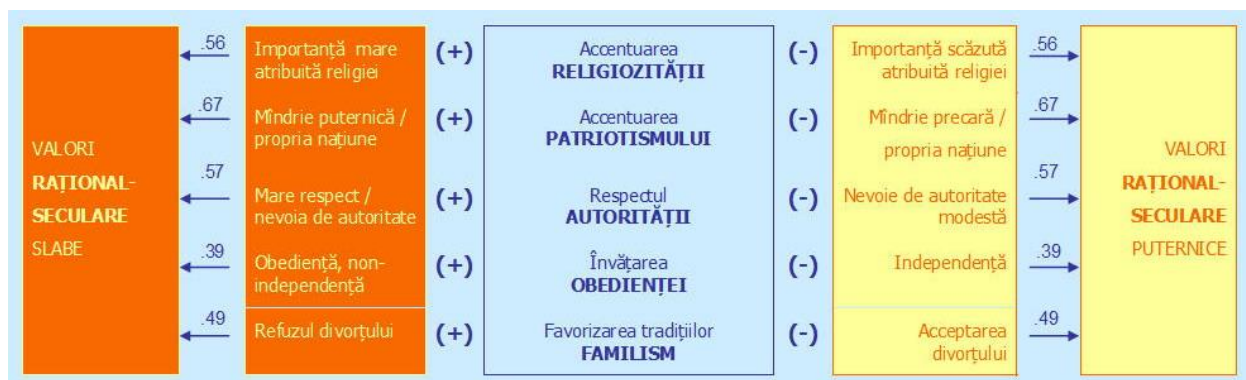 VALORI
RAȚIONAL-
SECULARE
SLABE
.56
.67
.57
.39
.49
Importanță mare
atribuită religiei
Mîndrie puternică /
propria națiune
Mare respect /
nevoia de autoritate
Obediență, non-
independență
Refuzul divorțului
(+)
(+)
(+)
(+)
(+)
Accentuarea
RELIGIOZITĂȚII
Accentuarea
PATRIOTISMULUI
Respectul
AUTORITĂȚII
Învățarea
OBEDIENȚEI
Favorizarea tradițiilor
FAMILISM
(-)
(-)
(-)
(-)
(-)
Importanță scăzută
atribuită religiei
Mîndrie precară /
propria națiune
Nevoie de autoritate
modestă
Independență
Acceptarea
divorțului
.56
.67
.57
.39
.49
VALORI
RAȚIONAL-
SECULARE
PUTERNICE